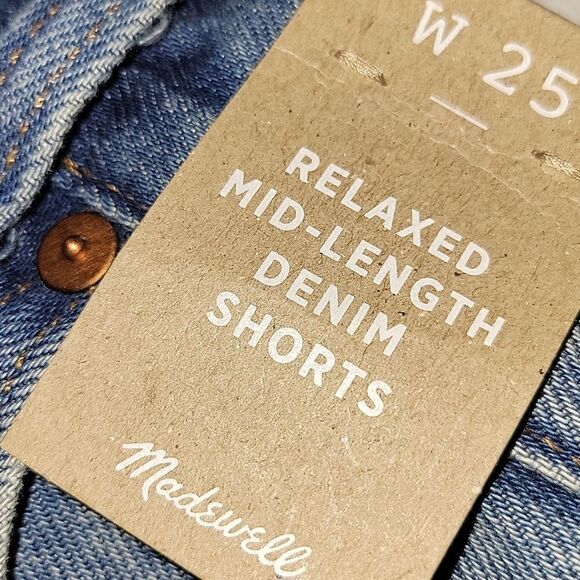 W 25
RELAXED
MID-LENGTH
DENIM
SHORTS
Madewell